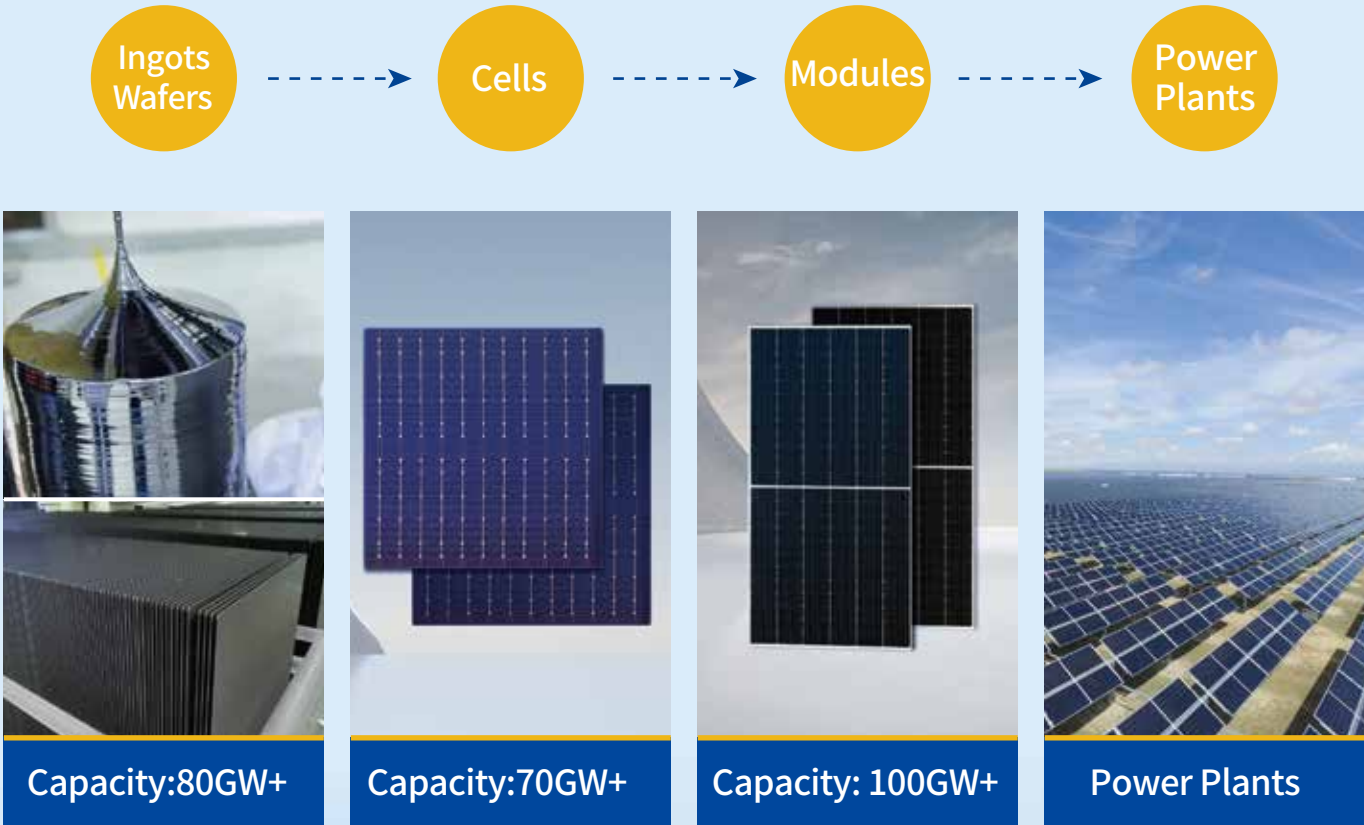 Ingots
Wafers
Cells
Modules
Power
Plants
Capacity:80GW+
Capacity:70GW+
Capacity: 100GW+
Power Plants